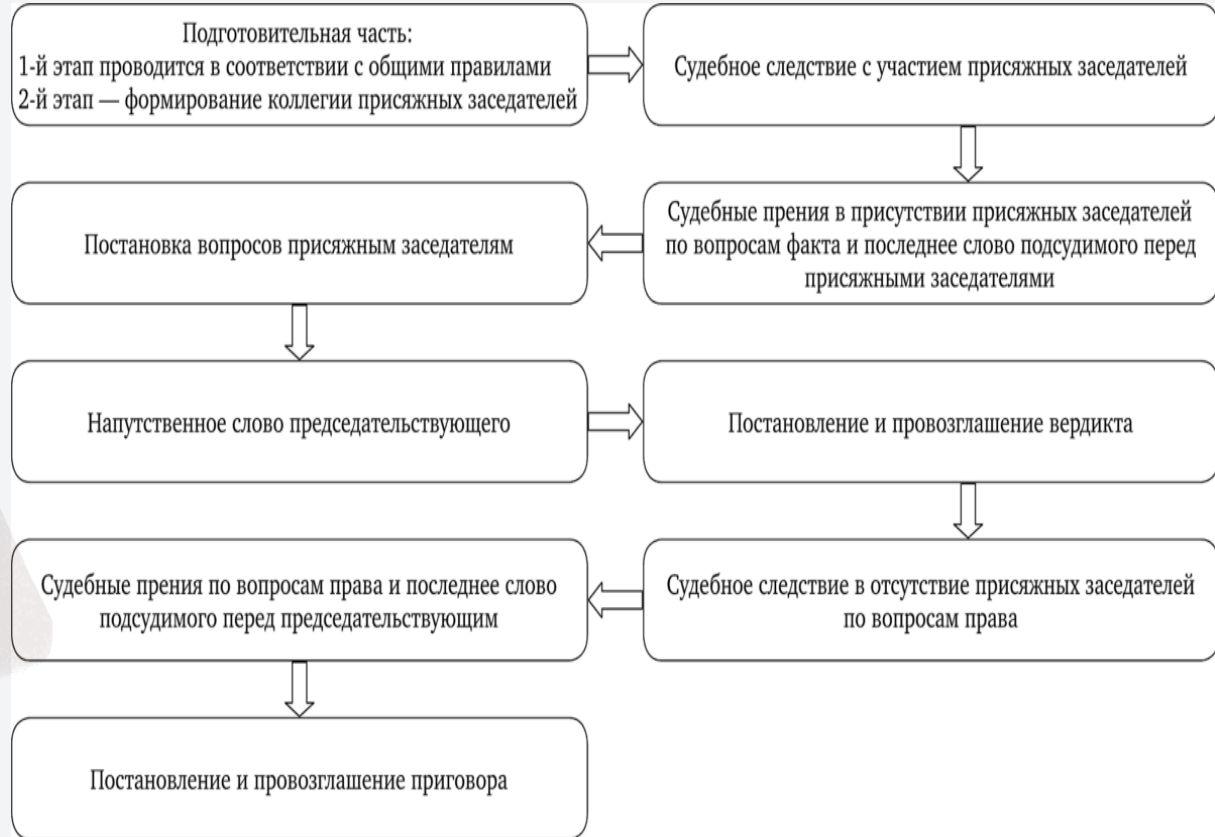 Подготовительная часть:
1-й этап проводится в соответствии с общими правилами
2-й этап — формирование коллегии присяжных заседателей
Судебное следствие с участием присяжных заседателей
Судебные прения в присутствии присяжных заседателей
по вопросам факта и последнее слово подсудимого перед
присяжными заседателями
Постановка вопросов присяжным заседателям
Напутственное слово председательствующего
Постановление и провозглашение вердикта
Судебное следствие в отсутствие присяжных заседателей
по вопросам права
Судебные прения по вопросам права и последнее слово
подсудимого перед председательствующим
Постановление и провозглашение приговора